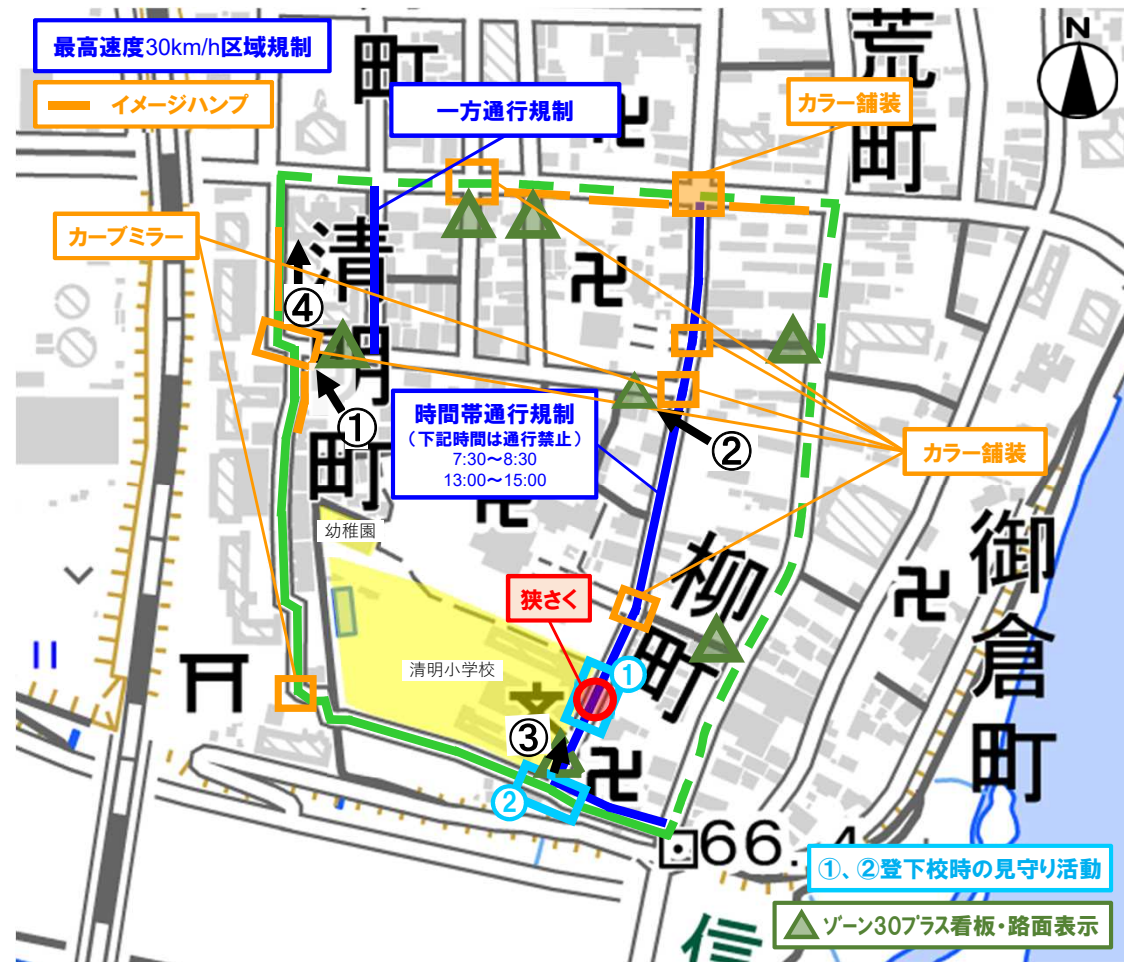 最高速度30km/h区域規制
イメージハンプ
町
一方通行規制
カラー舗装
荒町
N
カーブミラー
清明町
④
①
時間帯通行規制
（下記時間は通行禁止）
7:30～8:30
13:00～15:00
②
カラー舗装
幼稚園
柳町
御倉町
狭さく
清明小学校
①
③
②
66.4
①、②登下校時の見守り活動
ゾーン30プラス看板・路面表示
信